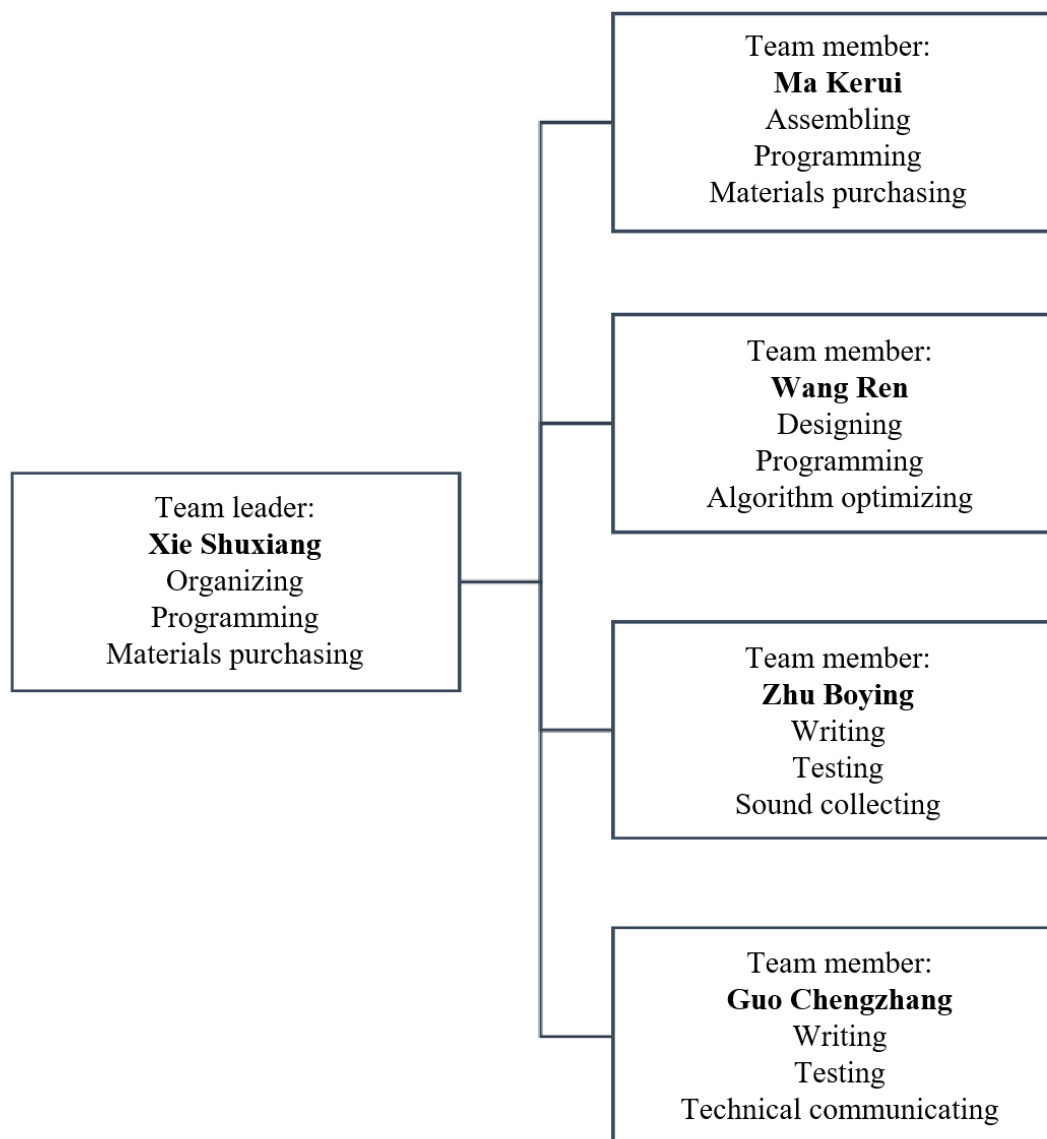 Team member:
Ma Kerui
Assembling
Programming
Materials purchasing
Team member:
Wang Ren
Designing
Programming
Algorithm optimizing
Team leader:
Xie Shuxiang
Organizing
Programming
Materials purchasing
Team member:
Zhu Boying
Writing
Testing
Sound collecting
Team member:
Guo Chengzhang
Writing
Testing
Technical communicating